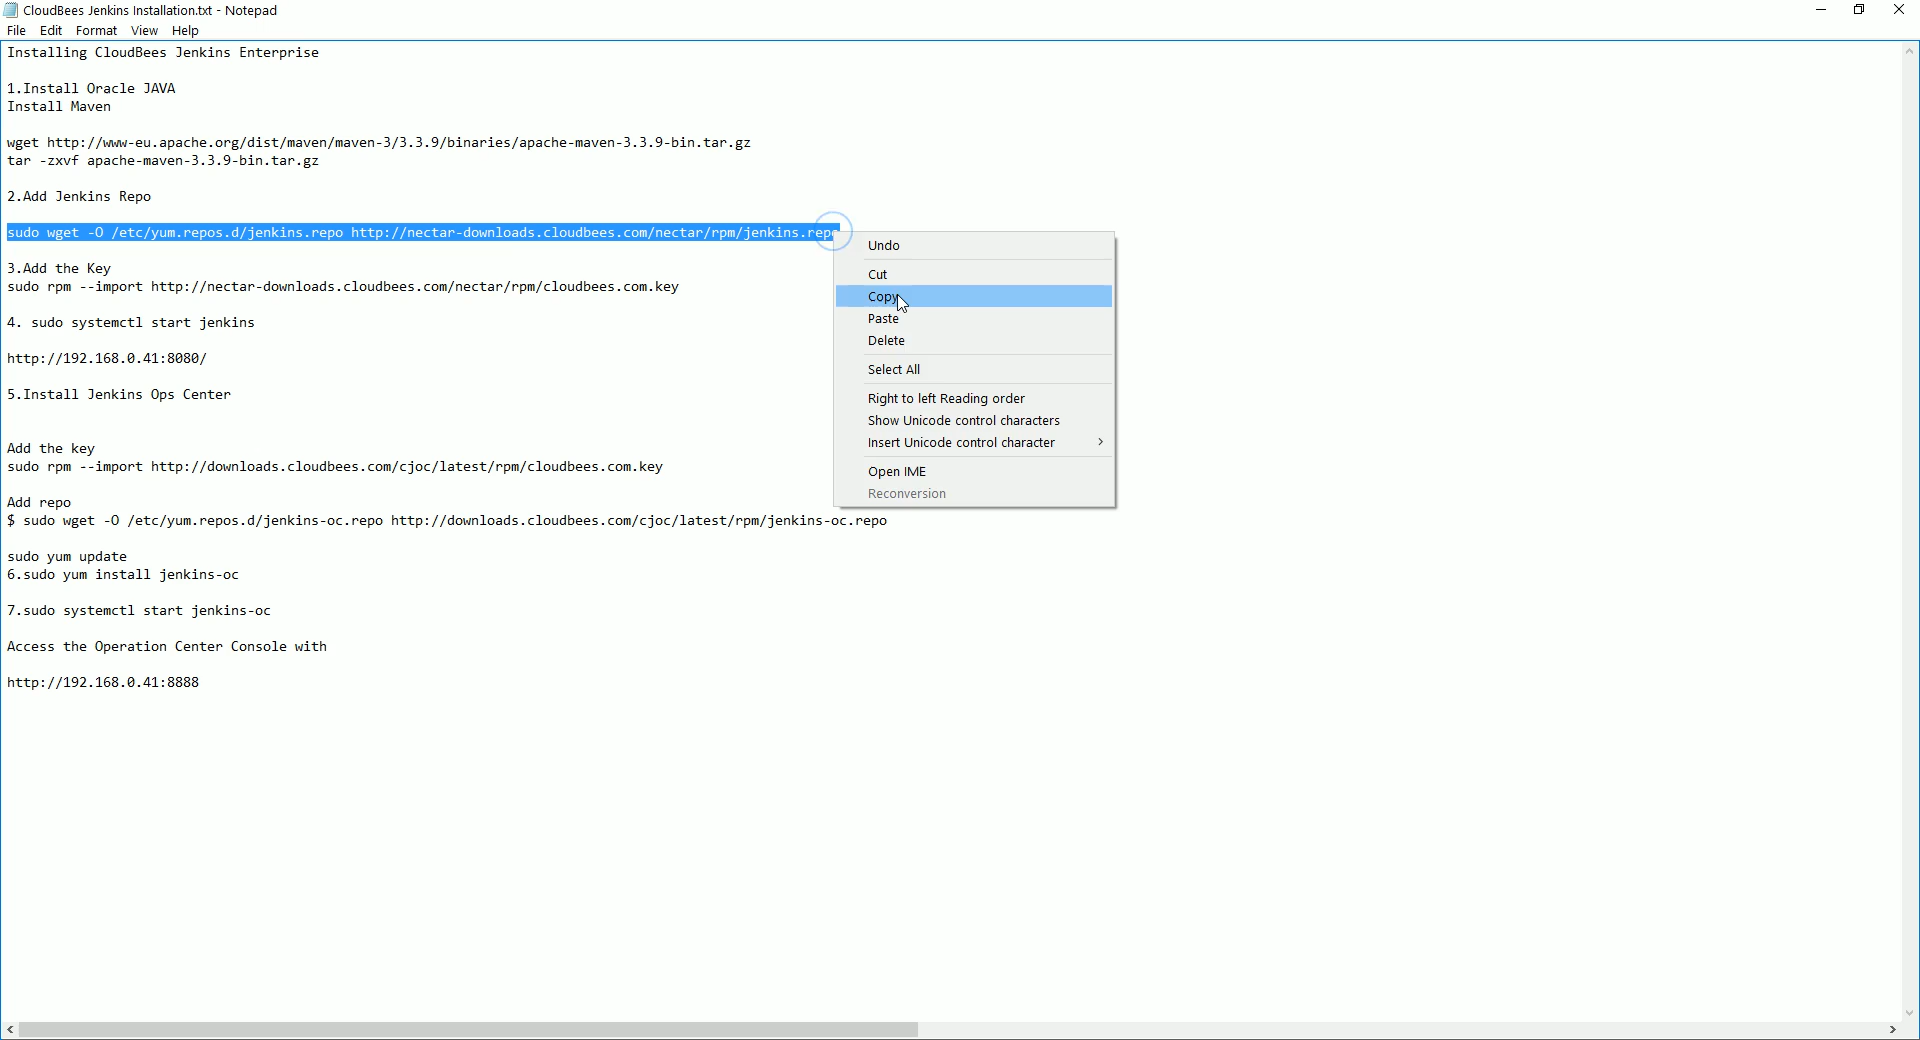 CloudBees Jenkins Installation.txt - Notepad
File Edit Format View Help
Installing CloudBees Jenkins Enterprise
1.Install Oracle JAVA
Install Maven
wget http://www-eu.apache.org/dist/maven/maven-3/3.3.9/binaries/apache-maven-3.3.9-bin.tar.gz
tar -zxvf apache-maven-3.3.9-bin.tar.gz
2.Add Jenkins Repo
sudo wget -O /etc/yum.repos.d/jenkins.repo http://nectar-downloads.cloudbees.com/nectar/rpm/jenkins.repo
3.Add the Key
sudo rpm --import http://nectar-downloads.cloudbees.com/nectar/rpm/cloudbees.com.key
4. sudo systemctl start jenkins
http://192.168.0.41:8080/
5.Install Jenkins Ops Center
Add the key
sudo rpm --import http://downloads.cloudbees.com/cjoc/latest/rpm/cloudbees.com.key
Add repo
$ sudo wget -O /etc/yum.repos.d/jenkins-oc.repo http://downloads.cloudbees.com/cjoc/latest/rpm/jenkins-oc.repo
sudo yum update
6.sudo yum install jenkins-oc
7.sudo systemctl start jenkins-oc
Access the Operation Center Console with
http://192.168.0.41:8888
Undo
Cut
Copy
Paste
Delete
Select All
Right to left Reading order
Show Unicode control characters
Insert Unicode control character
Open IME
Reconversion